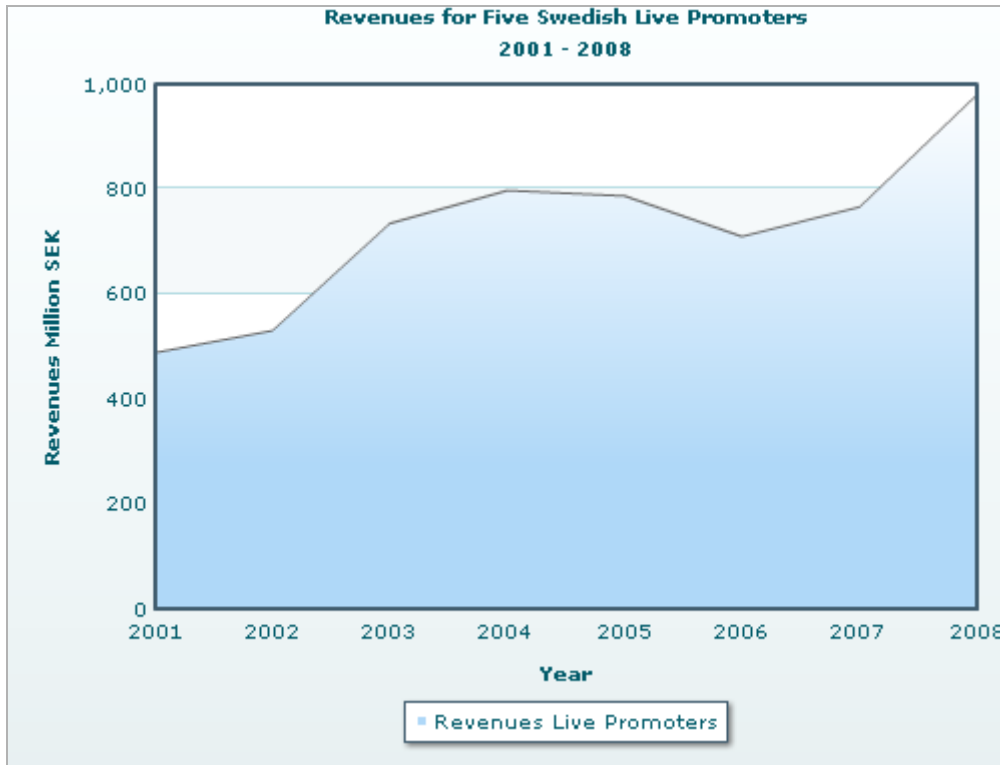 Revenues for Five Swedish Live Promoters
2001 - 2008
Revenues Million SEK
1,000
800
600
400
200
0
2001 2002 2003 2004 2005 2006 2007 2008
Year
Revenues Live Promoters